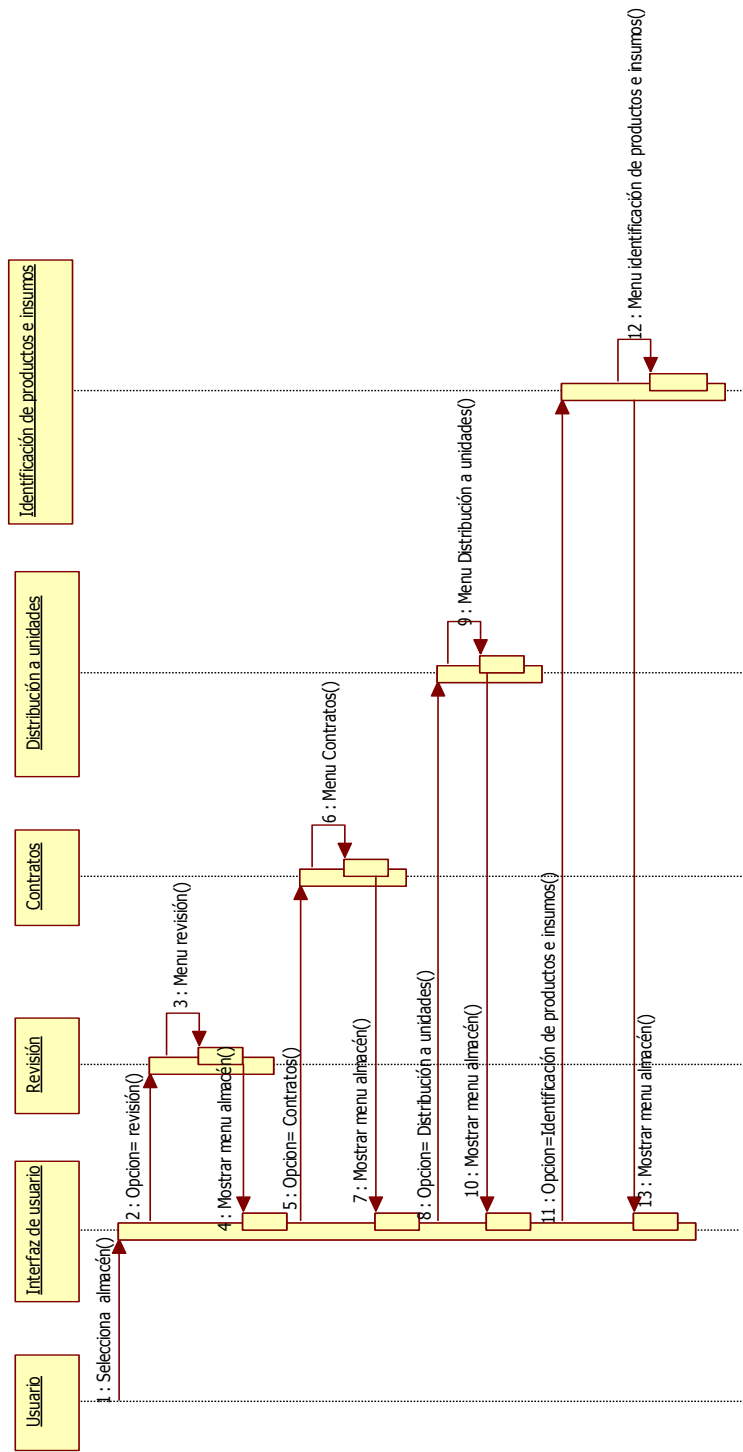 Usuario
Interfaz de usuario
Revisión
Contratos
Distribución a unidades
Identificación de productos e insumos
1 : Selecciona almacén()
2 : Opcion= revisión()
3 : Menu revisión()
4 : Mostrar menu almacén()
5 : Opcion= Contratos()
6 : Menu Contratos()
7 : Mostrar menu almacén()
8 : Opcion= Distribución a unidades()
9 : Menu Distribución a unidades()
10 : Mostrar menu almacén()
11 : Opcion=Identificación de productos e insumos()
12 : Menu identificación de productos e insumos()
13 : Mostrar menu almacén()